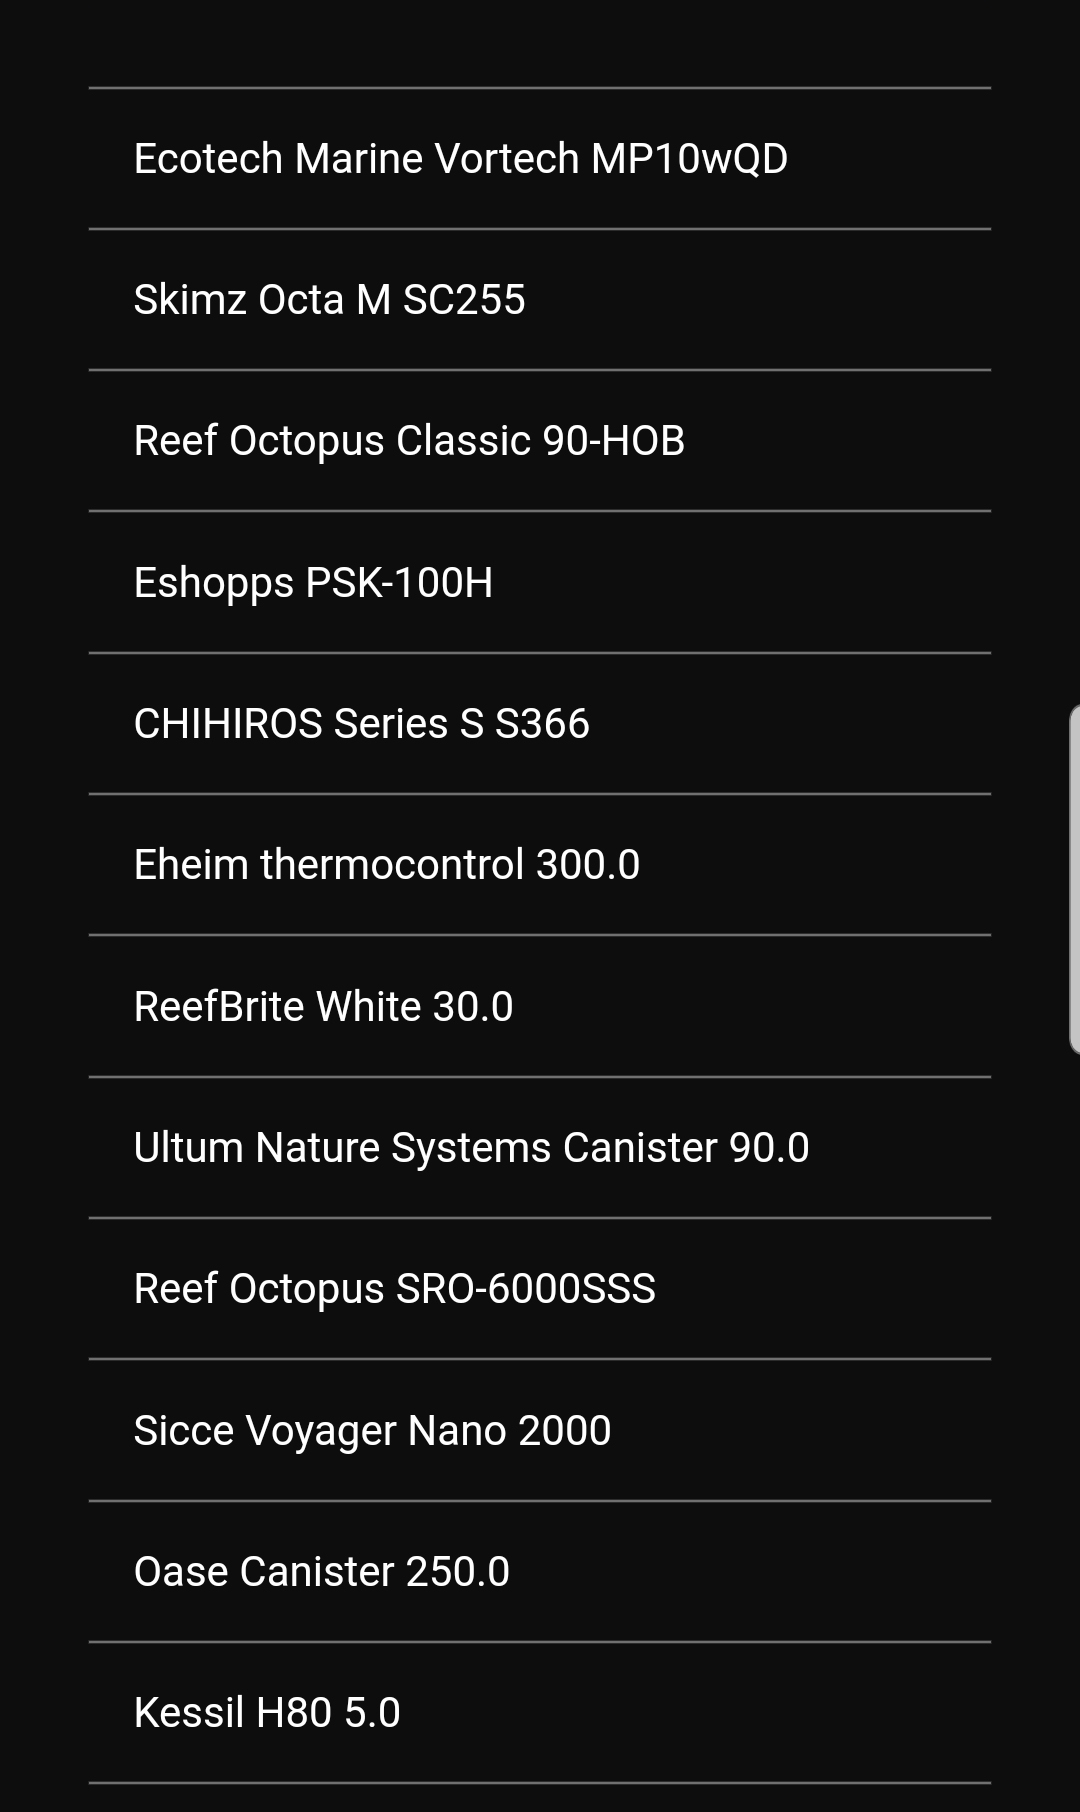 Ecotech Marine Vortech MP10wQD
Skimz Octa M SC255
Reef Octopus Classic 90-HOB
Eshopps PSK-100H
CHIHIROS Series S S366
Eheim thermocontrol 300.0
ReefBrite White 30.0
Ultum Nature Systems Canister 90.0
Reef Octopus SRO-6000SSS
Sicce Voyager Nano 2000
Oase Canister 250.0
Kessil H80 5.0